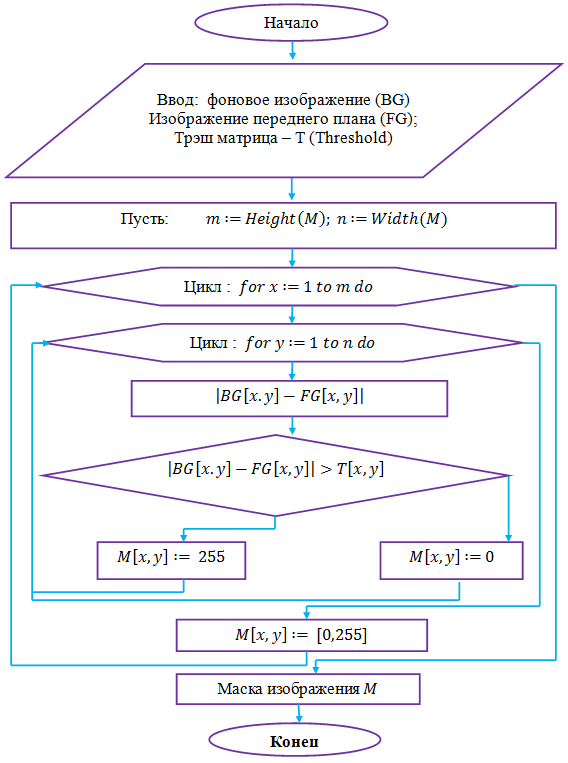 Начало
Ввод: фоновое изображение (BG)
Изображение переднего плана (FG);
Трэш матрица – T (Threshold)
Пусть: m := Height(M); n := Width(M)
Цикл : for x := 1 to m do
Цикл : for y := 1 to n do
|BG[x.y] − FG[x,y]|
|BG[x.y] − FG[x,y]| > T[x,y]
M[x,y] := 255
M[x,y] := 0
M[x,y] := [0,255]
Маска изображения M
Конец